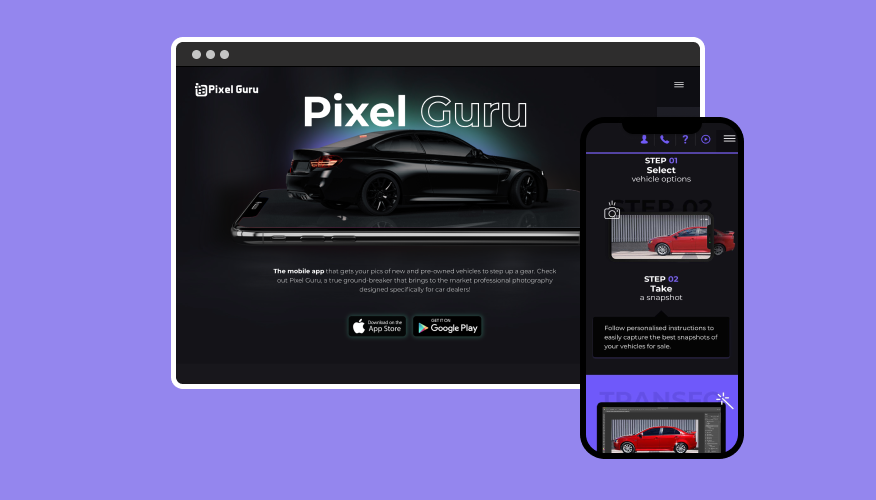 Pixel Guru
Pixel Guru
The mobile app that gets your pics of new and pre-owned vehicles to step up a gear. Check
out Pixel Guru, a true ground-breaker that brings to the market professional photography
designed specifically for car dealers!
Download on the
App Store
GET IT ON
Google Play
?
STEP 01
Select
vehicle options
STEP 02
STEP 02
Take
a snapshot
Follow personalised instructions to
easily capture the best snapshots of
your vehicles for sale.
TRANSFO